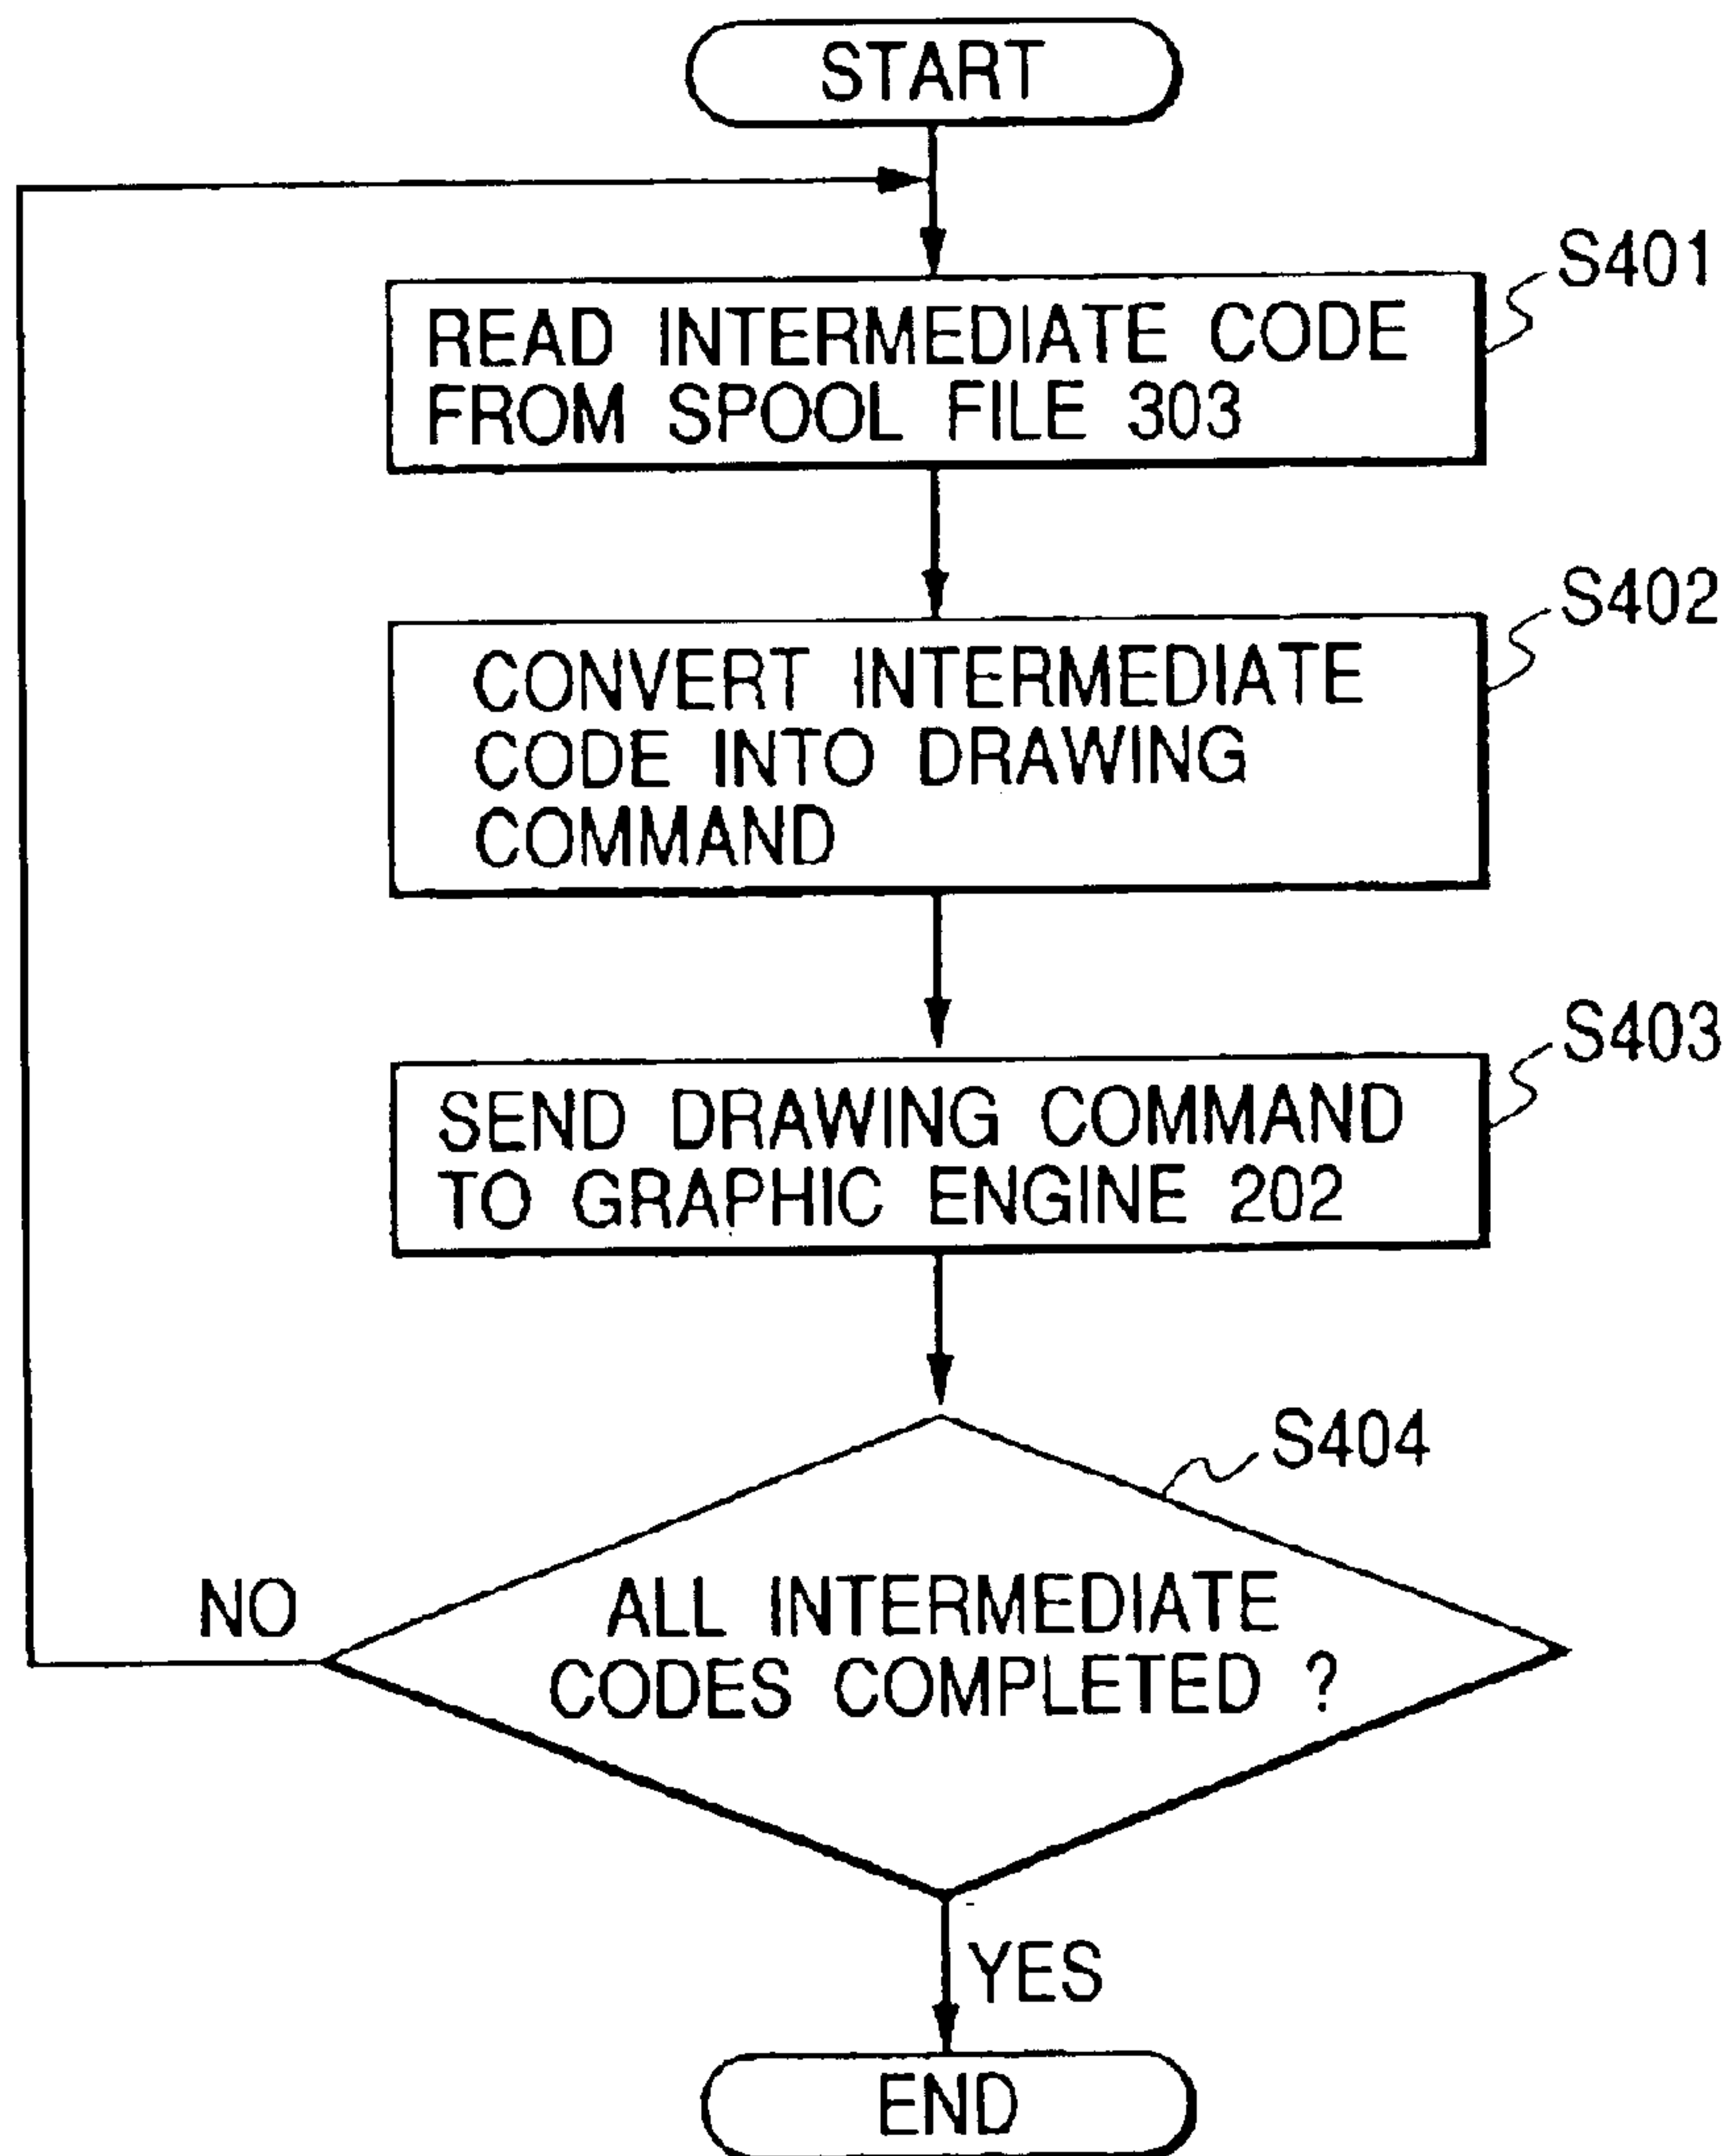 START
S401
READ INTERMEDIATE CODE
FROM SPOOL FILE 303
S402
CONVERT INTERMEDIATE
CODE INTO DRAWING
COMMAND
S403
SEND DRAWING COMMAND
TO GRAPHIC ENGINE 202
S404
NO
ALL INTERMEDIATE
CODES COMPLETED ?
YES
END